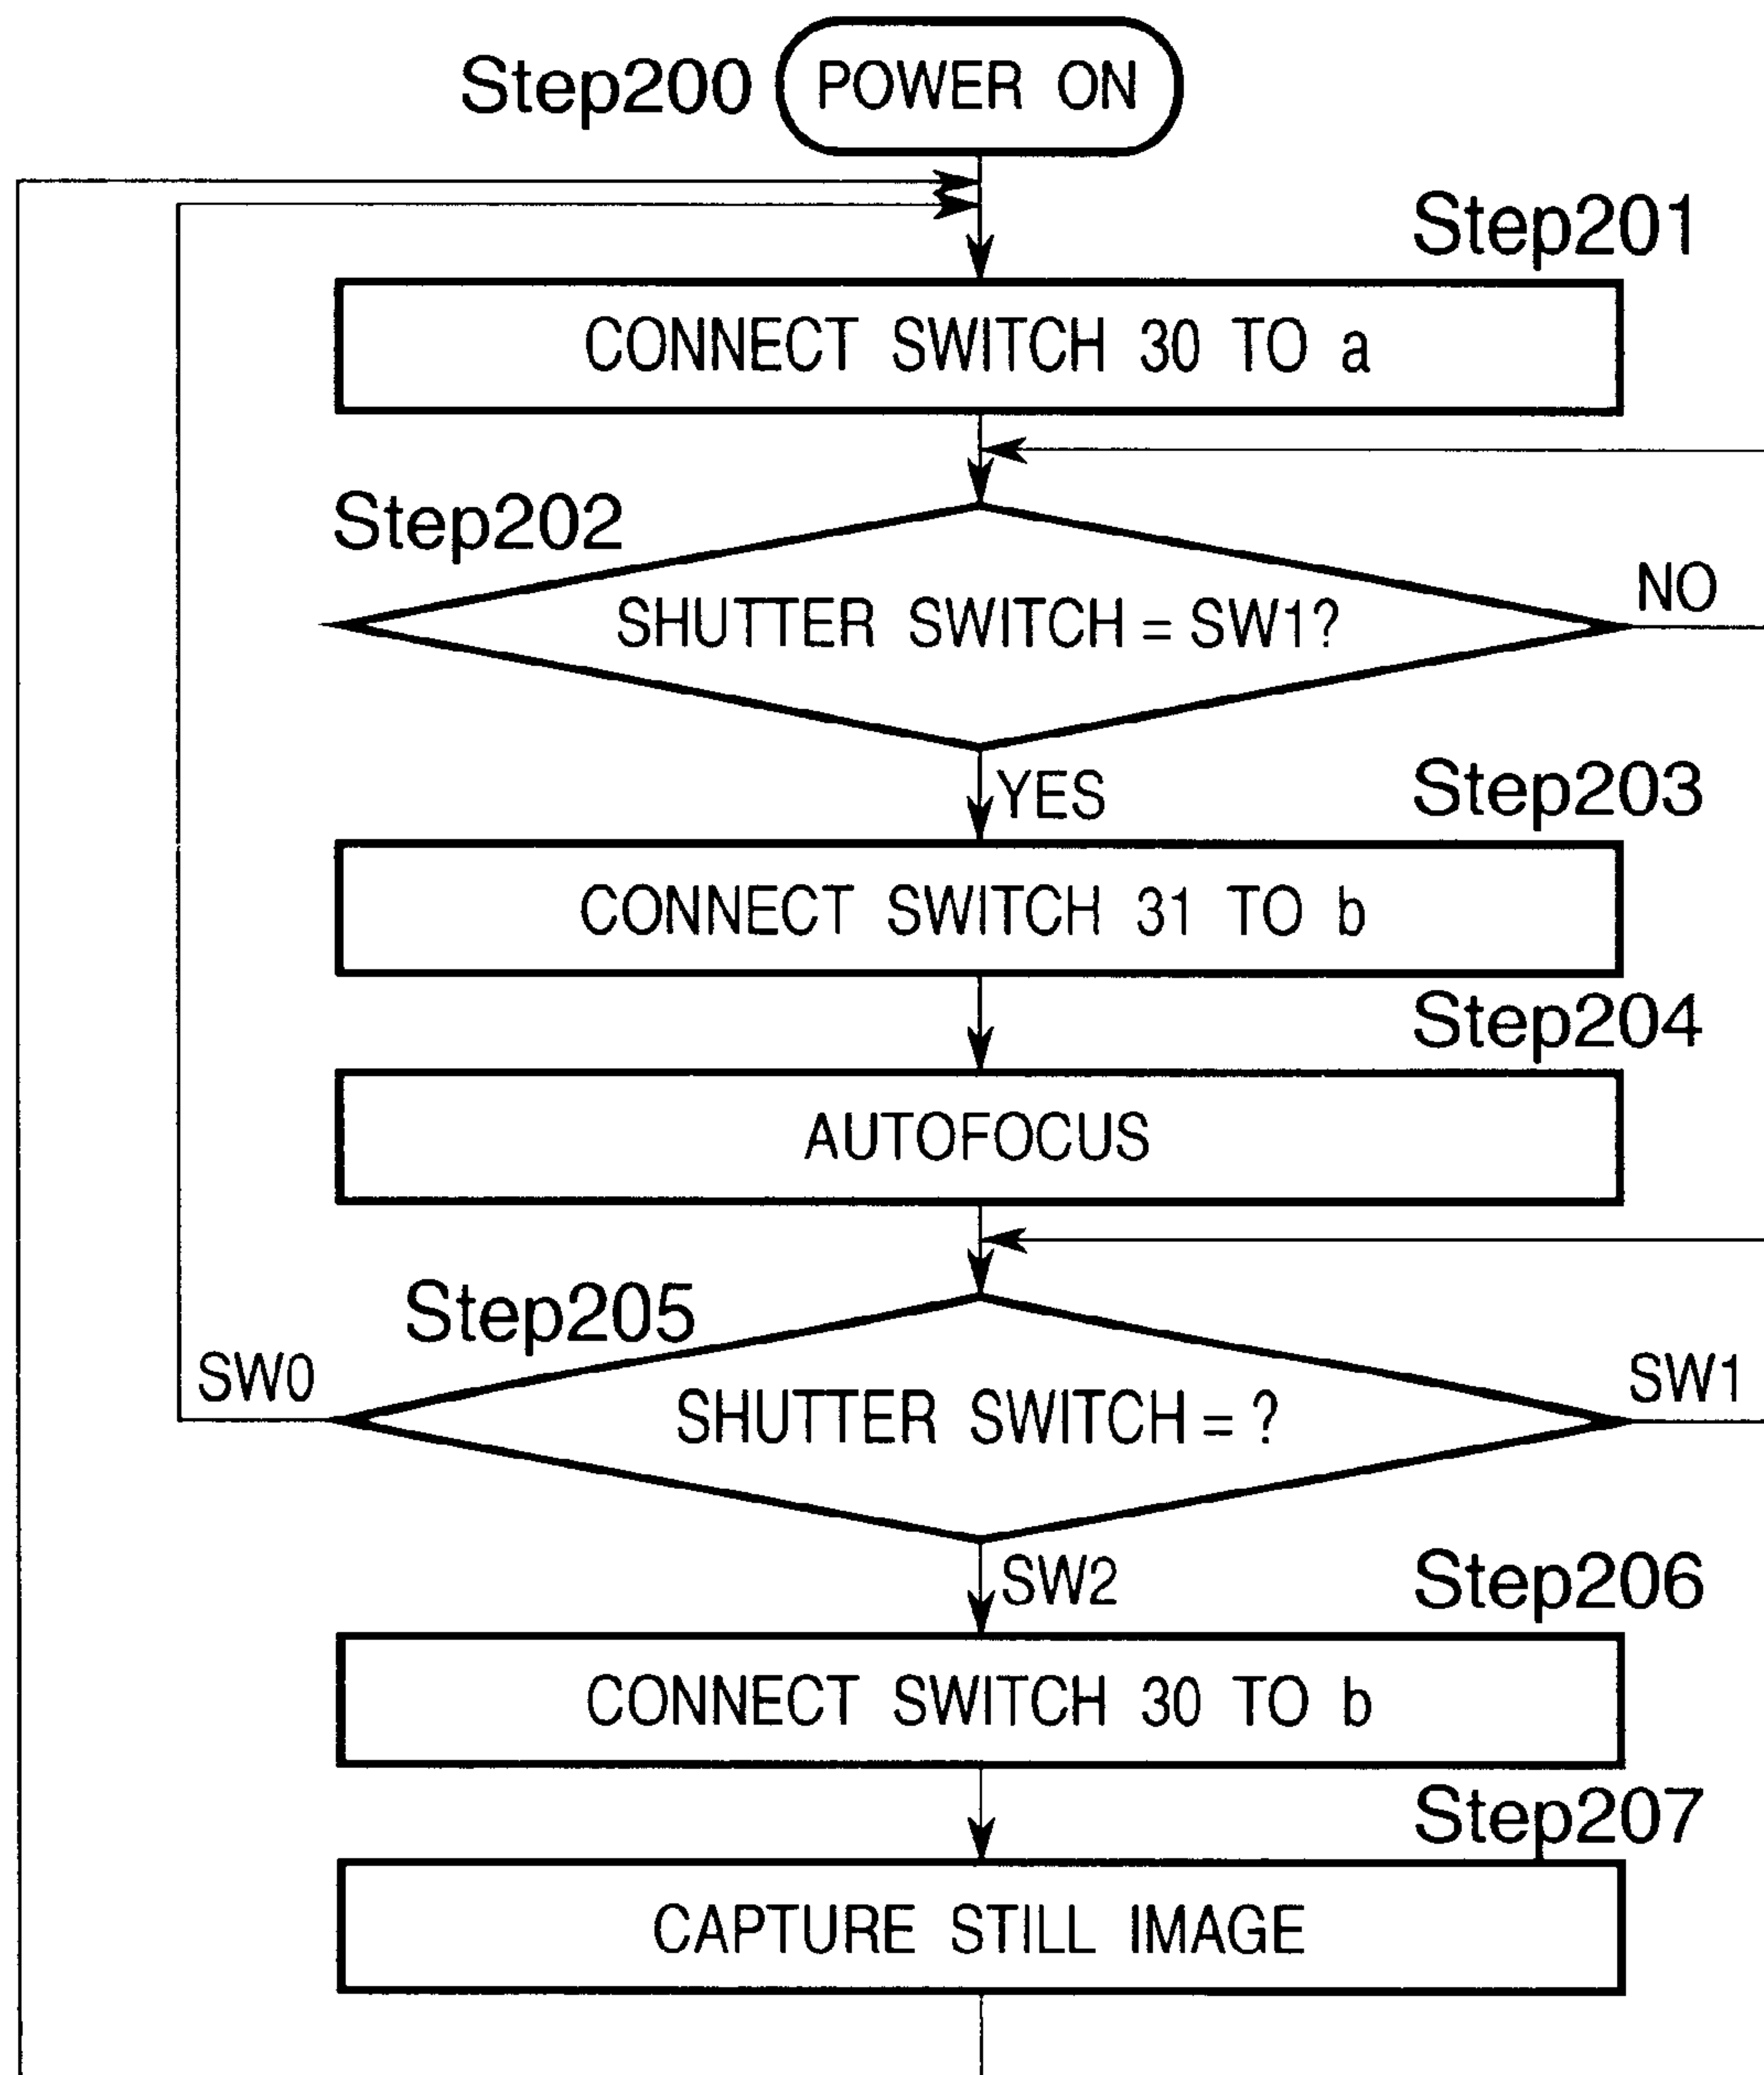 Step200
POWER ON
Step201
CONNECT SWITCH 30 TO a
Step202
SHUTTER SWITCH = SW1?
NO
YES
Step203
CONNECT SWITCH 31 TO b
Step204
AUTOFOCUS
Step205
SW0
SHUTTER SWITCH = ?
SW1
SW2
Step206
CONNECT SWITCH 30 TO b
Step207
CAPTURE STILL IMAGE